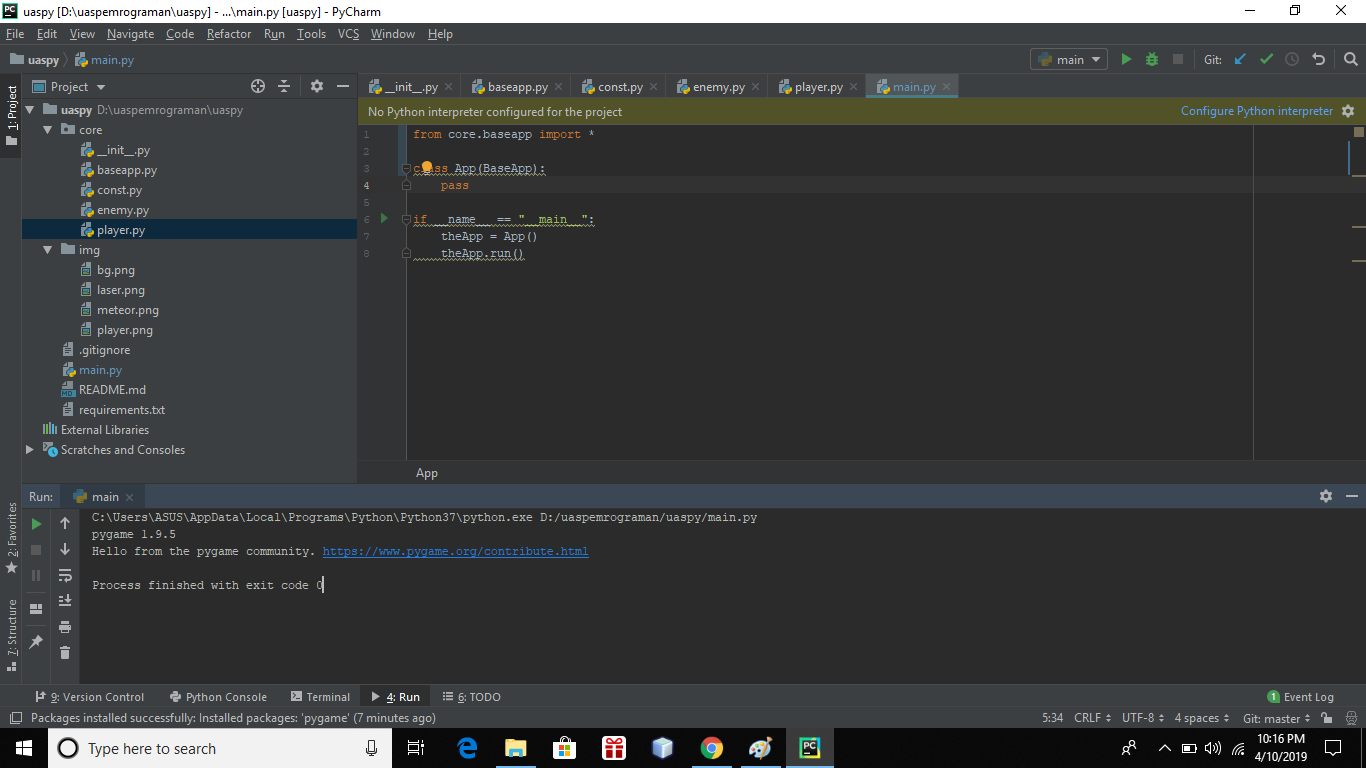 uaspy [D:\uaspemrograman\uaspy] - ...\main.py [uaspy] - PyCharm
File Edit View Navigate Code Refactor Run Tools VCS Window Help
uaspy main.py
main Git:
1: Project
Project
uaspy D:\uaspemrograman\uaspy
core
__init__.py
baseapp.py
const.py
enemy.py
player.py
img
bg.png
laser.png
meteor.png
player.png
.gitignore
main.py
README.md
requirements.txt
External Libraries
Scratches and Consoles
__init__.py baseapp.py const.py enemy.py player.py main.py
No Python interpreter configured for the project Configure Python interpreter
1 from core.baseapp import *
2
3 class App(BaseApp):
4 pass
5
6 if __name__ == "__main__":
7 theApp = App()
8 theApp.run()
App
Run: main
C:\Users\ASUS\AppData\Local\Programs\Python\Python37\python.exe D:/uaspemrograman/uaspy/main.py
pygame 1.9.5
Hello from the pygame community. https://www.pygame.org/contribute.html
Process finished with exit code 0
2: Favorites
7: Structure
9: Version Control Python Console Terminal 4: Run 6: TODO 1 Event Log
Packages installed successfully: Installed packages: 'pygame' (7 minutes ago) 5:34 CRLF UTF-8 4 spaces Git: master
Type here to search
10:16 PM
4/10/2019